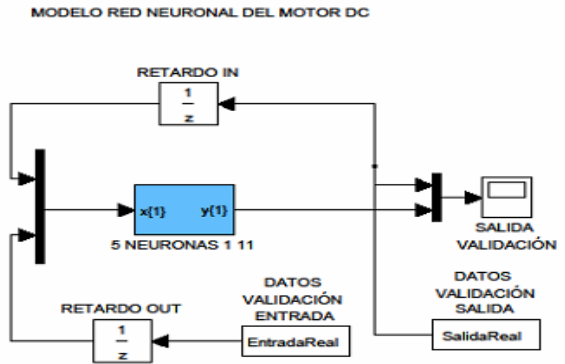 MODELO RED NEURONAL DEL MOTOR DC
RETARDO IN
1
z
x{1}
y{1}
5 NEURONAS 1 11
SALIDA
VALIDACIÓN
DATOS
VALIDACIÓN
ENTRADA
EntradaReal
DATOS
VALIDACIÓN
SALIDA
SalidaReal
RETARDO OUT
1
z